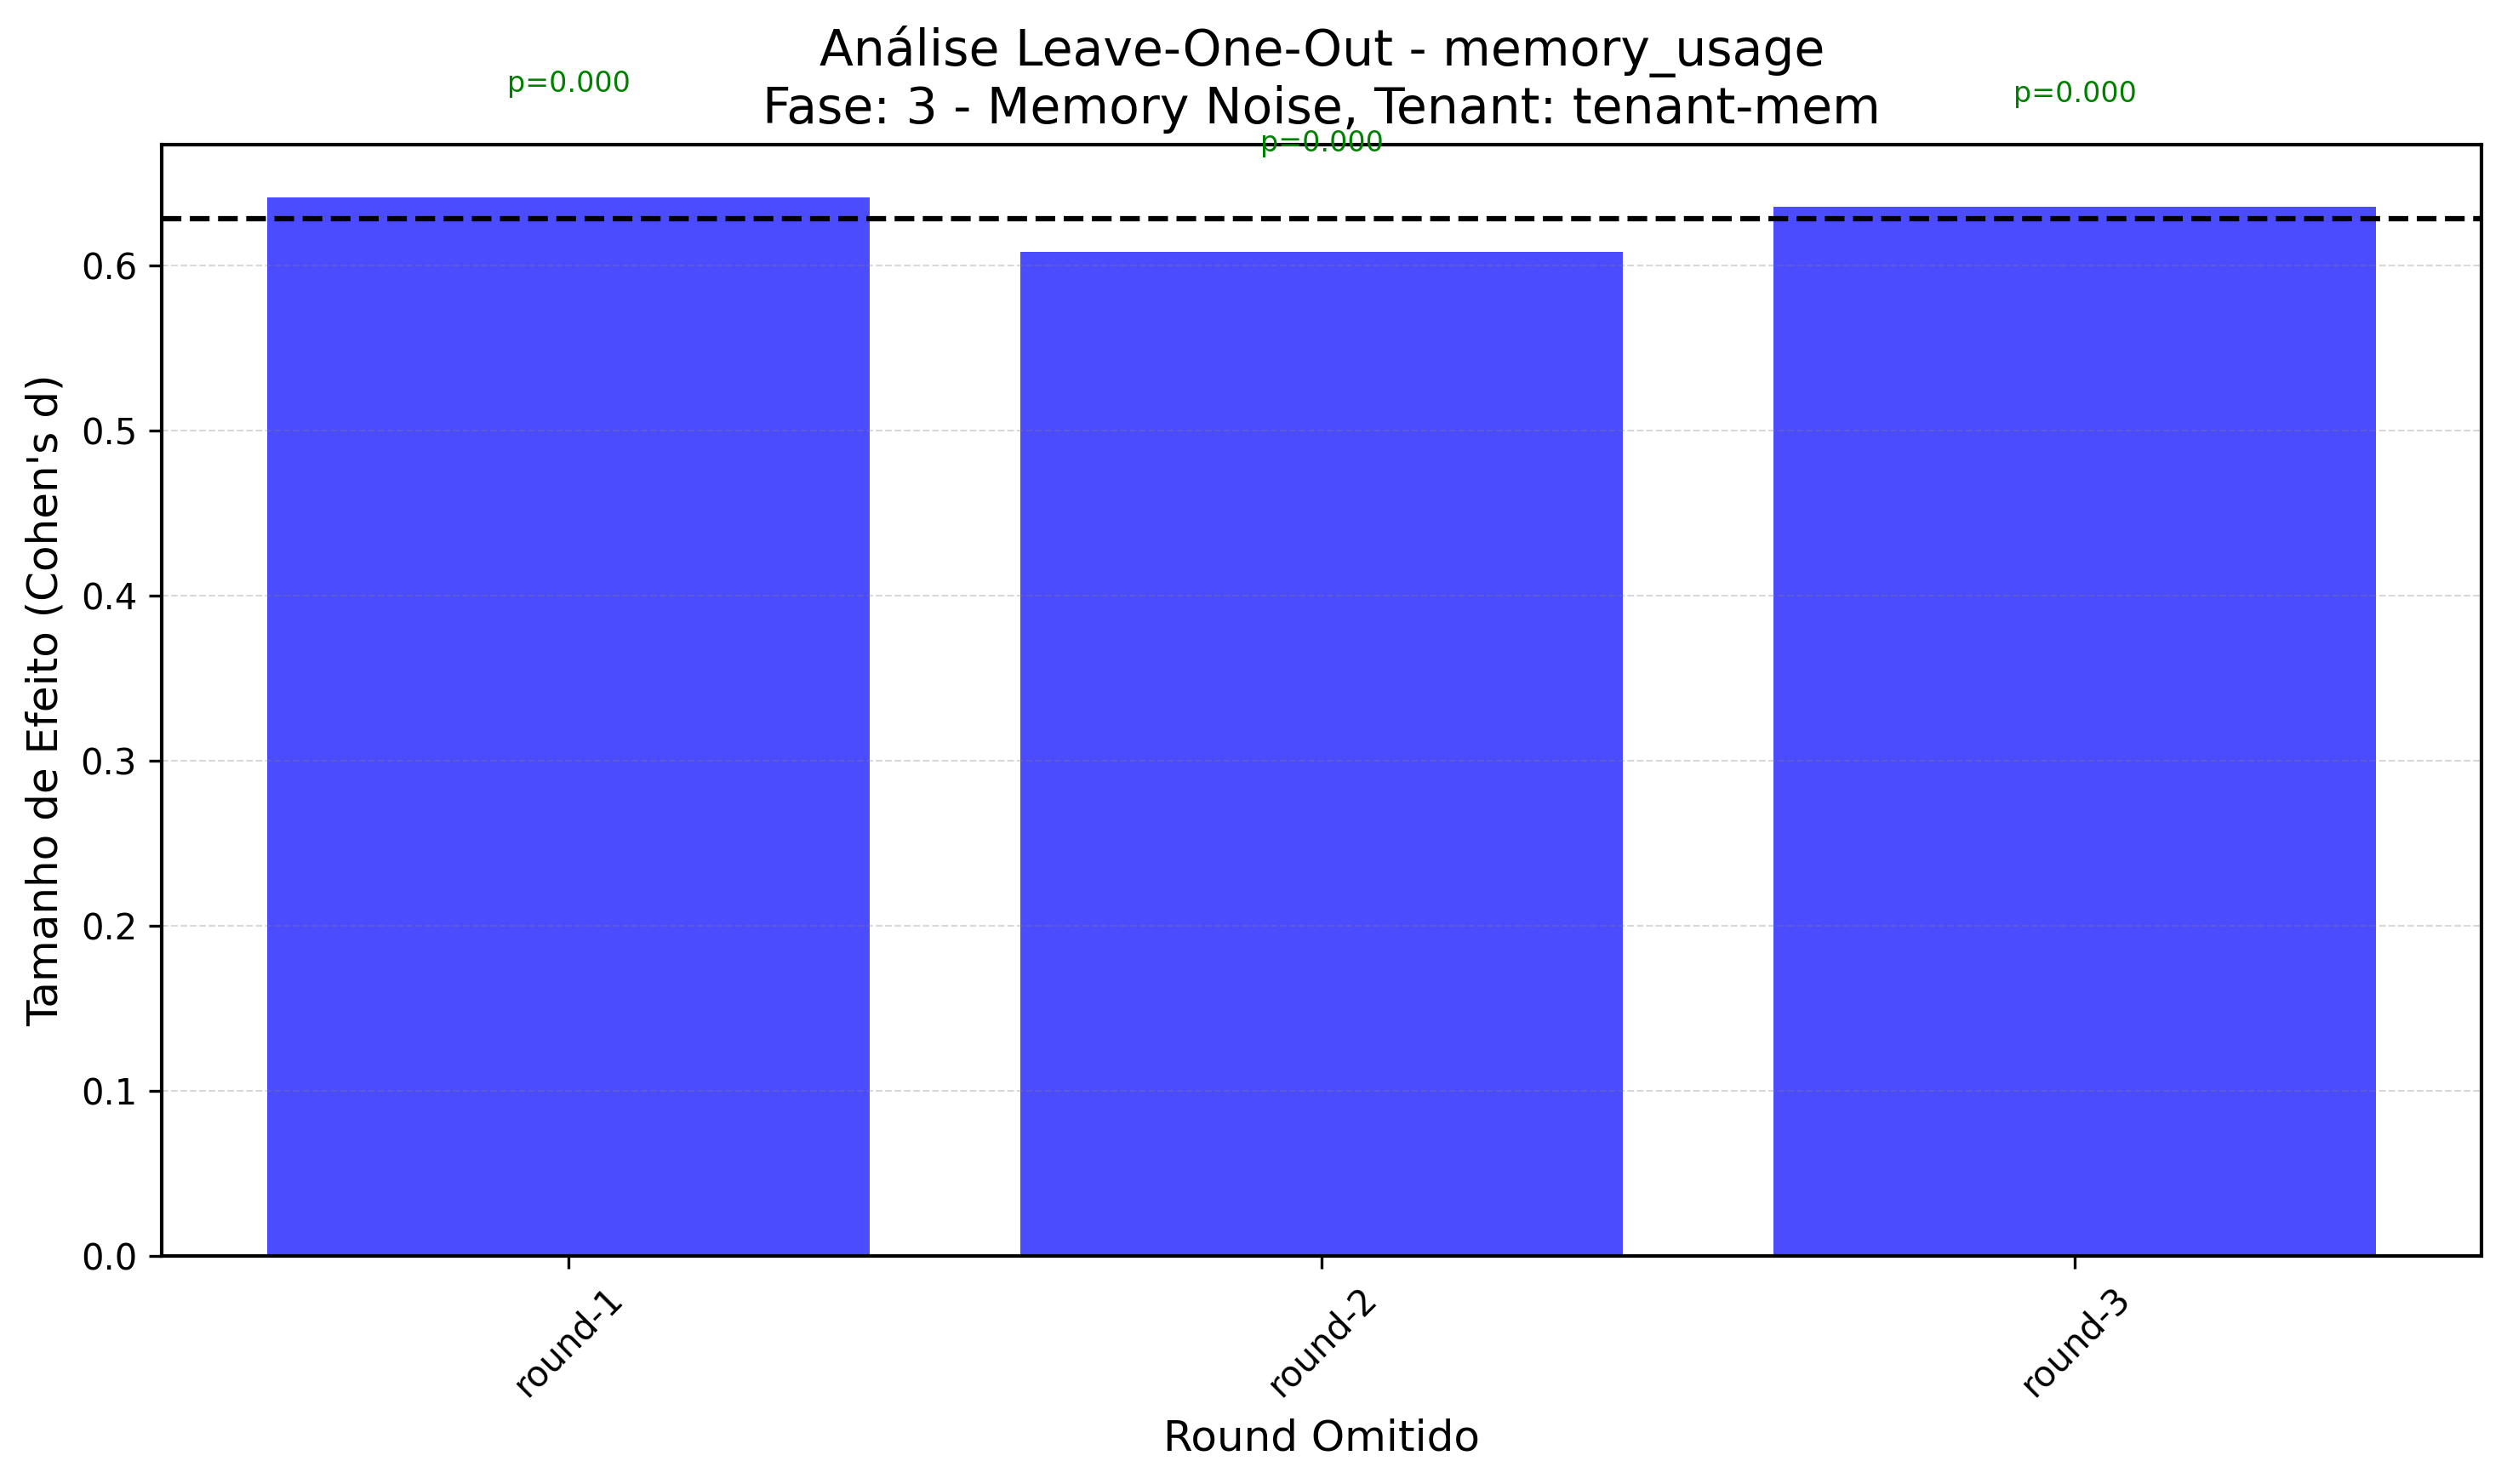 Análise Leave-One-Out - memory_usage
Fase: 3 - Memory Noise, Tenant: tenant-mem
p=0.000
p=0.000
p=0.000
Tamanho de Efeito (Cohen's d)
0.6
0.5
0.4
0.3
0.2
0.1
0.0
round-1
round-2
round-3
Round Omitido